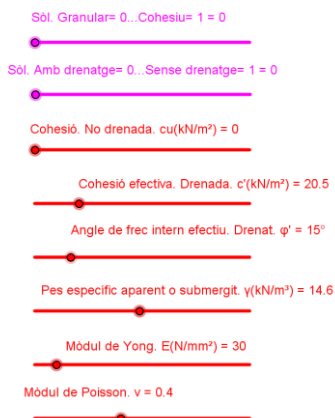 Sòl. Granular= 0...Cohesiu= 1 = 0
Sòl. Amb drenatge= 0...Sense drenatge= 1 = 0
Cohesió. No drenada. cu(kN/m²) = 0
Cohesió efectiva. Drenada. c'(kN/m²) = 20.5
Angle de frec intern efectiu. Drenat. φ' = 15°
Pes especific aparent o submergit. γ(kN/m³) = 14.6
Mòdul de Yong. E(N/mm²) = 30
Mòdul de Poisson. ν = 0.4